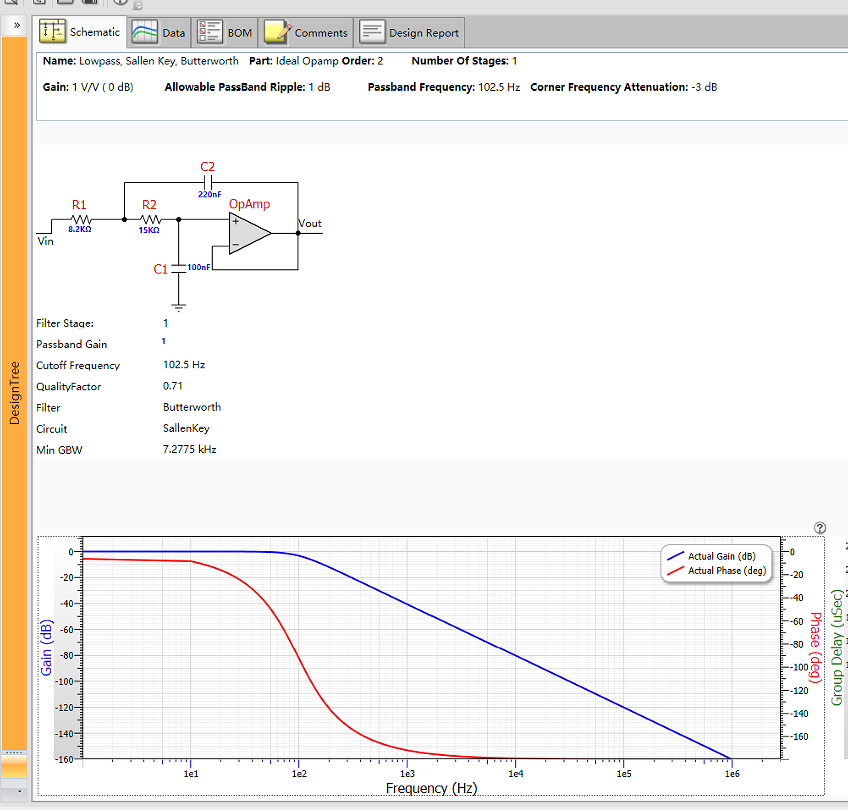 »
Schematic Data BOM Comments Design Report
Name: Lowpass, Sallen Key, Butterworth Part: Ideal Opamp Order: 2 Number Of Stages: 1
Gain: 1 V/V ( 0 dB) Allowable PassBand Ripple: 1 dB Passband Frequency: 102.5 Hz Corner Frequency Attenuation: -3 dB
DesignTree
C2
220nF
R1 R2 OpAmp
8.2KΩ 15KΩ
+
-
Vin
Vout
C1 100nF
Filter Stage: 1
Passband Gain 1
Cutoff Frequency 102.5 Hz
QualityFactor 0.71
Filter Butterworth
Circuit SallenKey
Min GBW 7.2775 kHz
?
Actual Gain (dB)
Actual Phase (deg)
Gain (dB)
0
-20
-40
-60
-80
-100
-120
-140
-160
0
-20
-40
-60
-80
-100
-120
-140
-160
Phase (deg)
Group Delay (uSec)
1e1 1e2 1e3 1e4 1e5 1e6
Frequency (Hz)